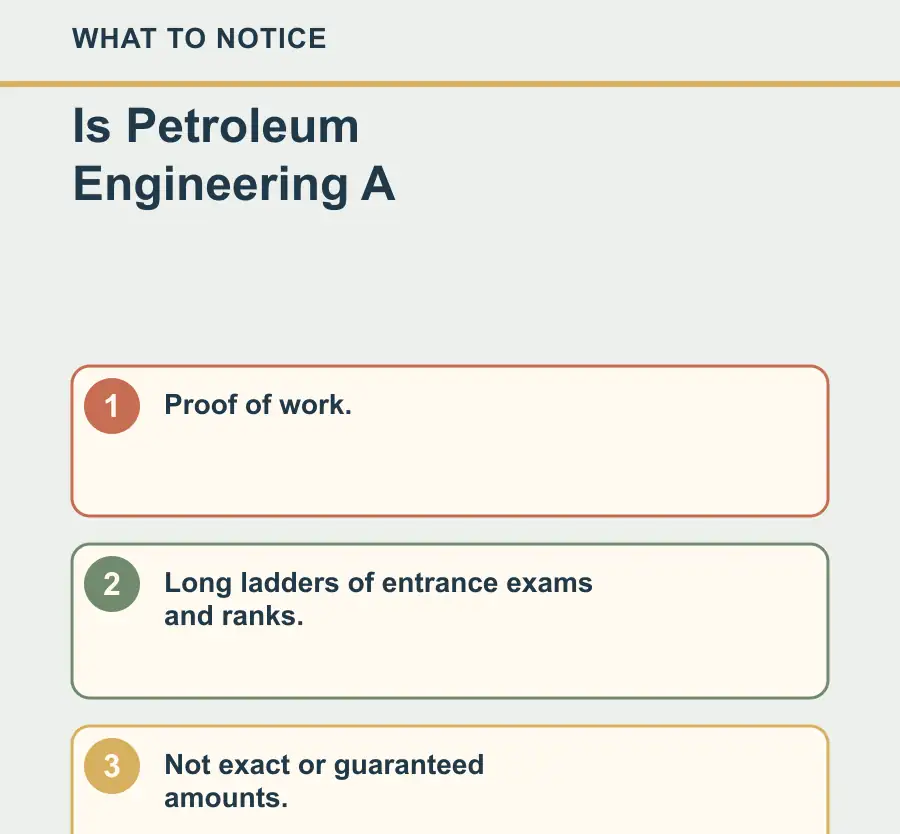 WHAT TO NOTICE
Is Petroleum
Engineering A
1
Proof of work.
2
Long ladders of entrance exams
and ranks.
3
Not exact or guaranteed
amounts.